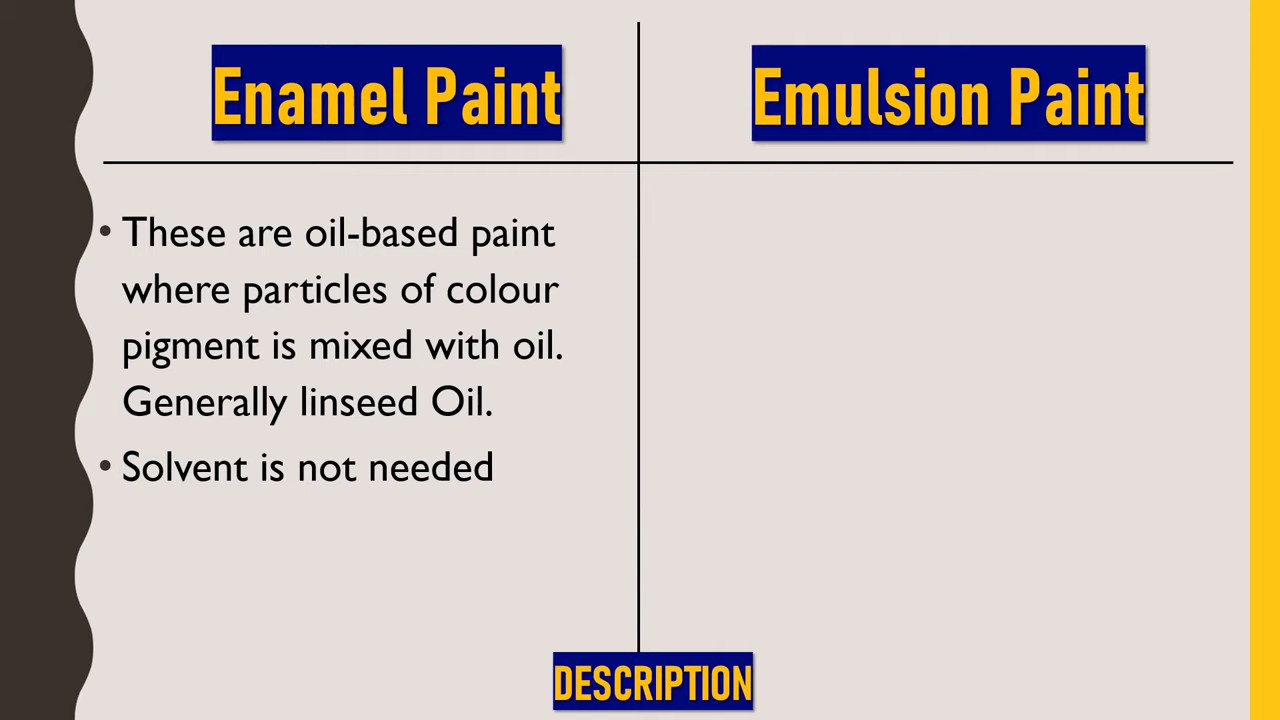 Enamel Paint
Emulsion Paint
• These are oil-based paint
where particles of colour
pigment is mixed with oil.
Generally linseed Oil.
• Solvent is not needed
DESCRIPTION